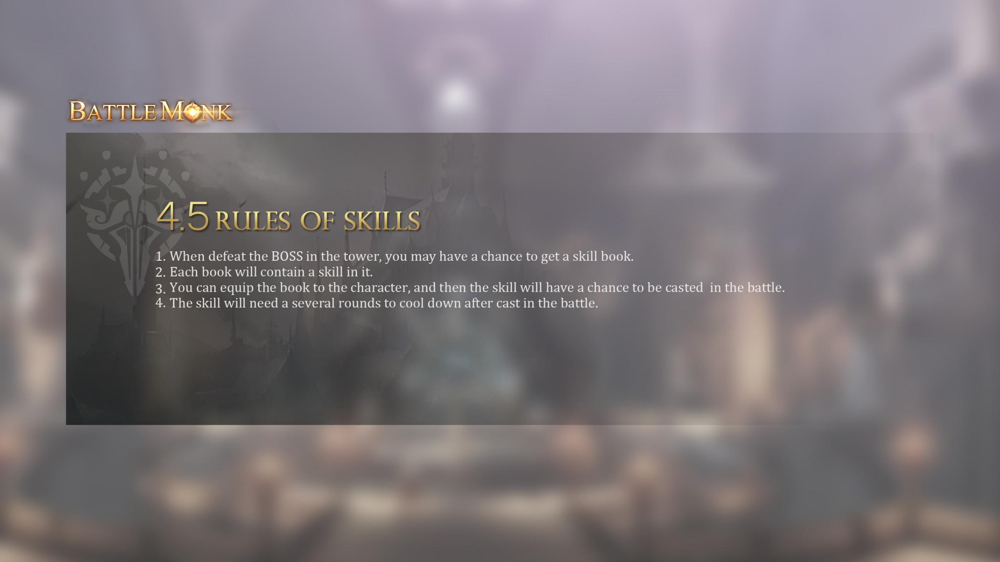 BATTLE MONK
4.5 RULES OF SKILLS
1. When defeat the BOSS in the tower, you may have a chance to get a skill book.
2. Each book will contain a skill in it.
3. You can equip the book to the character, and then the skill will have a chance to be casted  in the battle.
4. The skill will need a several rounds to cool down after cast in the battle.